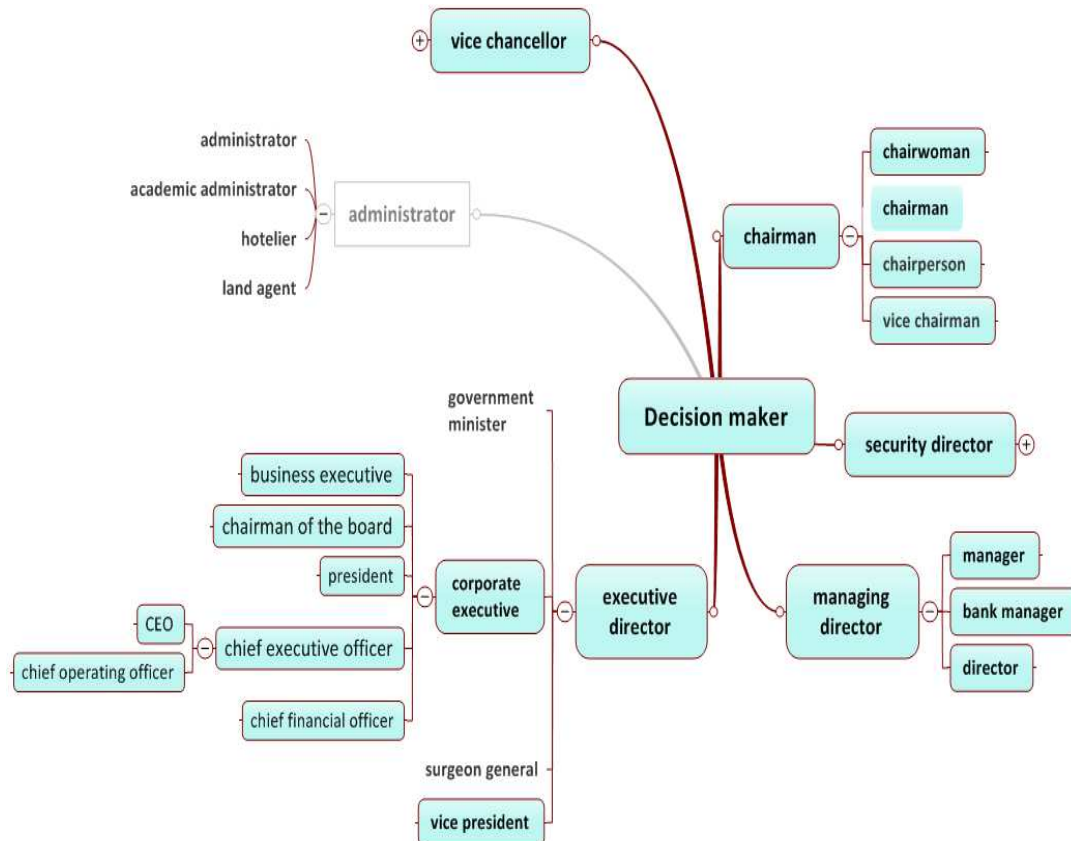 vice chancellor
administrator
academic administrator
hotelier
land agent
administrator
chairman
chairwoman
chairman
chairperson
vice chairman
Decision maker
security director
government
minister
business executive
chairman of the board
president
CEO
chief executive officer
chief operating officer
chief financial officer
corporate
executive
executive
director
surgeon general
vice president
managing
director
manager
bank manager
director